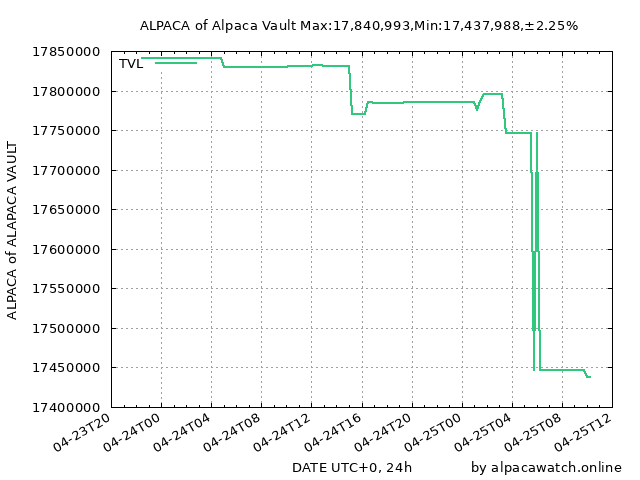 ALPACA of Alpaca Vault Max:17,840,993,Min:17,437,988,±2.25%
TVL
17850000
17800000
17750000
17700000
17650000
17600000
17550000
17500000
17450000
17400000
ALPACA of ALAPACA VAULT
04-23T20
04-24T00
04-24T04
04-24T08
04-24T12
04-24T16
04-24T20
04-25T00
04-25T04
04-25T08
04-25T12
DATE UTC+0, 24h
by alpacawatch.online